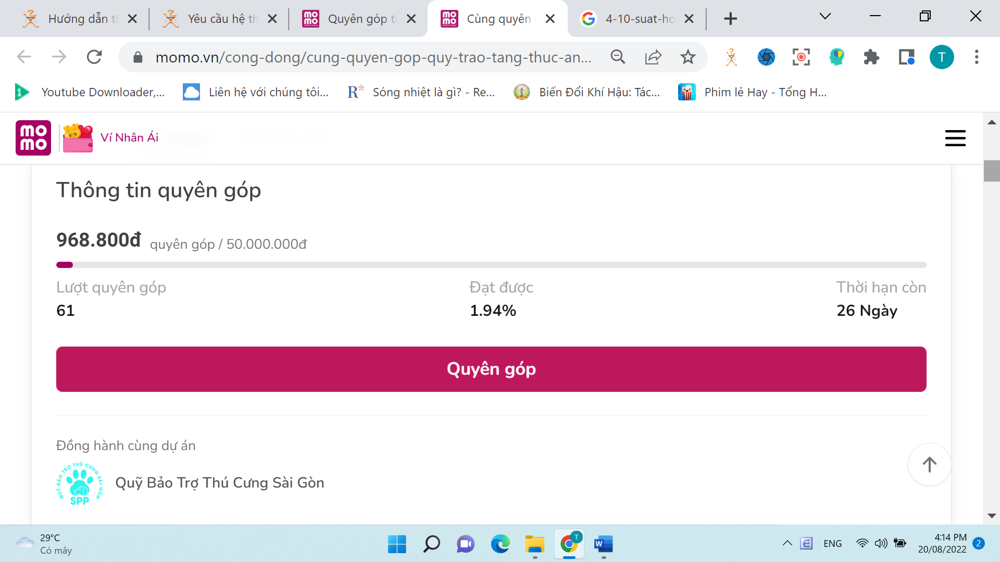 Hướng dẫn tl
Yêu cầu hệ th
Quyên góp từ
Cùng quyên
4-10-suat-ho
momo.vn/cong-dong/cung-quyen-gop-quy-trao-tang-thuc-an...
T
Youtube Downloader,...
Liên hệ với chúng tôi...
Sóng nhiệt là gì? - Re...
Biến Đổi Khí Hậu: Tác...
Phim lẻ Hay - Tổng H...
mo
mo
Ví Nhân Ái
Thông tin quyên góp
968.800đ quyên góp / 50.000.000đ
Lượt quyên góp
Đạt được
Thời hạn còn
61
1.94%
26 Ngày
Quyên góp
Đồng hành cùng dự án
QUỸ BẢO TRỢ THÚ CƯNG SÀI GÒN
SPP
Quỹ Bảo Trợ Thú Cưng Sài Gòn
29°C
Có mây
ENG
4:14 PM
20/08/2022
2